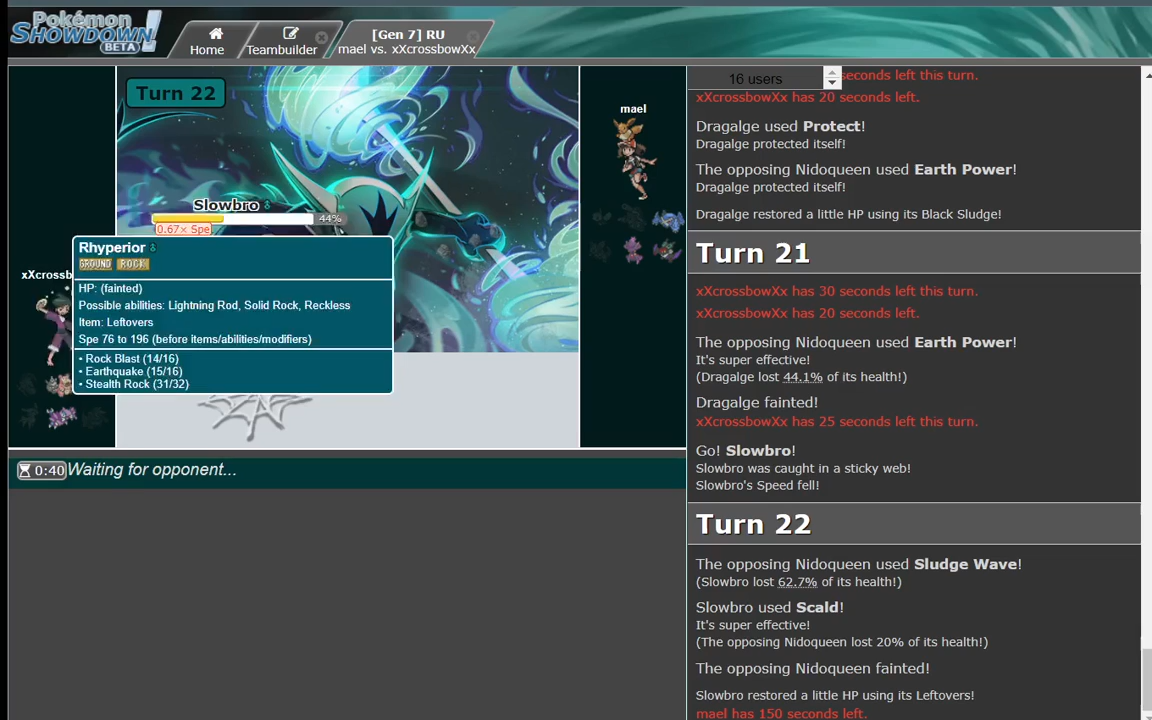 Pokémon
SHOWDOWN!
BETA
Home
Teambuilder
[Gen 7] RU
mael vs. xXcrossbowXx
Turn 22
Slowbro
44%
0.67× Spe
mael
xXcrossb
Rhyperior
GROUND ROCK
HP: (fainted)
Possible abilities: Lightning Rod, Solid Rock, Reckless
Item: Leftovers
Spe 76 to 196 (before items/abilities/modifiers)
• Rock Blast (14/16)
• Earthquake (15/16)
• Stealth Rock (31/32)
0:40 Waiting for opponent...
16 users
seconds left this turn.
xXcrossbowXx has 20 seconds left.
Dragalge used Protect!
Dragalge protected itself!
The opposing Nidoqueen used Earth Power!
Dragalge protected itself!
Dragalge restored a little HP using its Black Sludge!
Turn 21
xXcrossbowXx has 30 seconds left this turn.
xXcrossbowXx has 20 seconds left.
The opposing Nidoqueen used Earth Power!
It's super effective!
(Dragalge lost 44.1% of its health!)
Dragalge fainted!
xXcrossbowXx has 25 seconds left this turn.
Go! Slowbro!
Slowbro was caught in a sticky web!
Slowbro's Speed fell!
Turn 22
The opposing Nidoqueen used Sludge Wave!
(Slowbro lost 62.7% of its health!)
Slowbro used Scald!
It's super effective!
(The opposing Nidoqueen lost 20% of its health!)
The opposing Nidoqueen fainted!
Slowbro restored a little HP using its Leftovers!
mael has 150 seconds left.